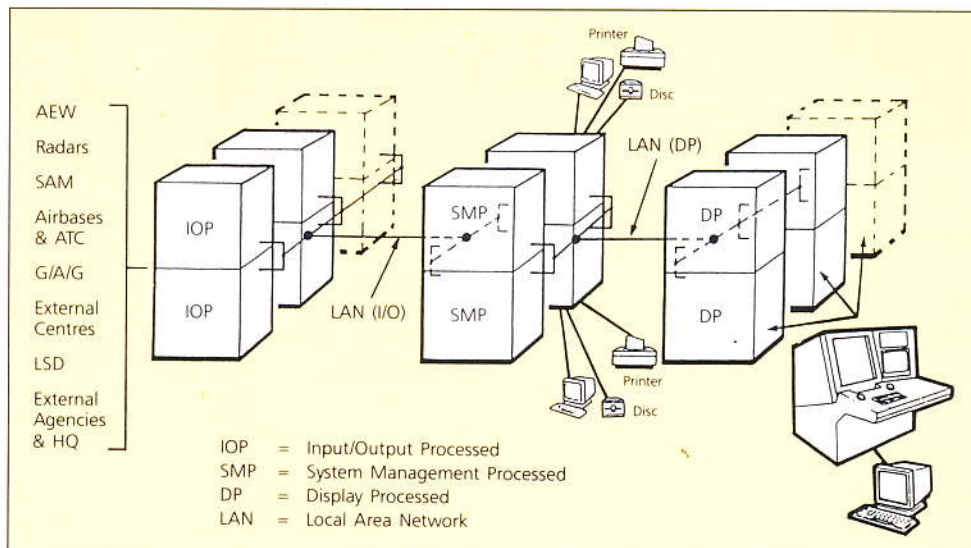 AEW
Radars
SAM
Airbases
& ATC
G/A/G
External
Centres
LSD
External
Agencies
& HQ
IOP
IOP
LAN (I/O)
SMP
SMP
Printer
Disc
LAN (DP)
Printer
Disc
DP
DP
IOP = Input/Output Processed
SMP = System Management Processed
DP = Display Processed
LAN = Local Area Network